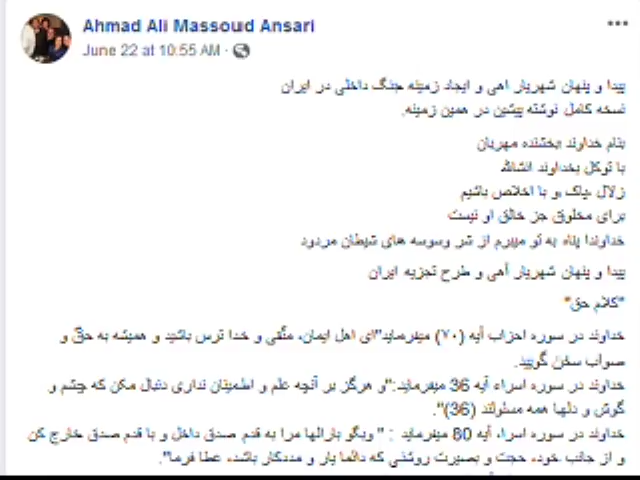 Ahmad Ali Massoud Ansari
June 22 at 10:55 AM
پیدا و پنهان شهریار آهی و ایجاد زمینه جنگ داخلی در ایران
نسخه کامل نوشته پیشین در همین زمینه.
بنام خداوند بخشنده مهربان
با توکل بخداوند انشاالله
زلال ،پاک و با اخلاص باشیم
برای مخلوق جز خالق او نیست
خداوندا پناه به تو میبرم از شر وسوسه های شیطان مردود
پیدا و پنهان شهریار آهی و طرح تجزیه ایران
"کلام حق"
خداوند در سوره احزاب آیه (۷۰) میفرماید"ای اهل ایمان، متّقی و خدا ترس باشید و همیشه به حقّ و
صواب سخن گویید.
خداوند در سوره اسراء آیه 36 میفرماید:"و هرگز بر آنچه علم و اطمینان نداری دنبال مکن که چشم و
گوش و دلها همه مسئولند (36)".
خداوند در سوره اسراء، آیه 80 میفرماید : " وبگو بارالها مرا به قدم صدق داخل و با قدم صدق خارج کن
و از جانب خود، حجت و بصیرت روشنی که دائما یار و مددکار باشد، عطا فرما".